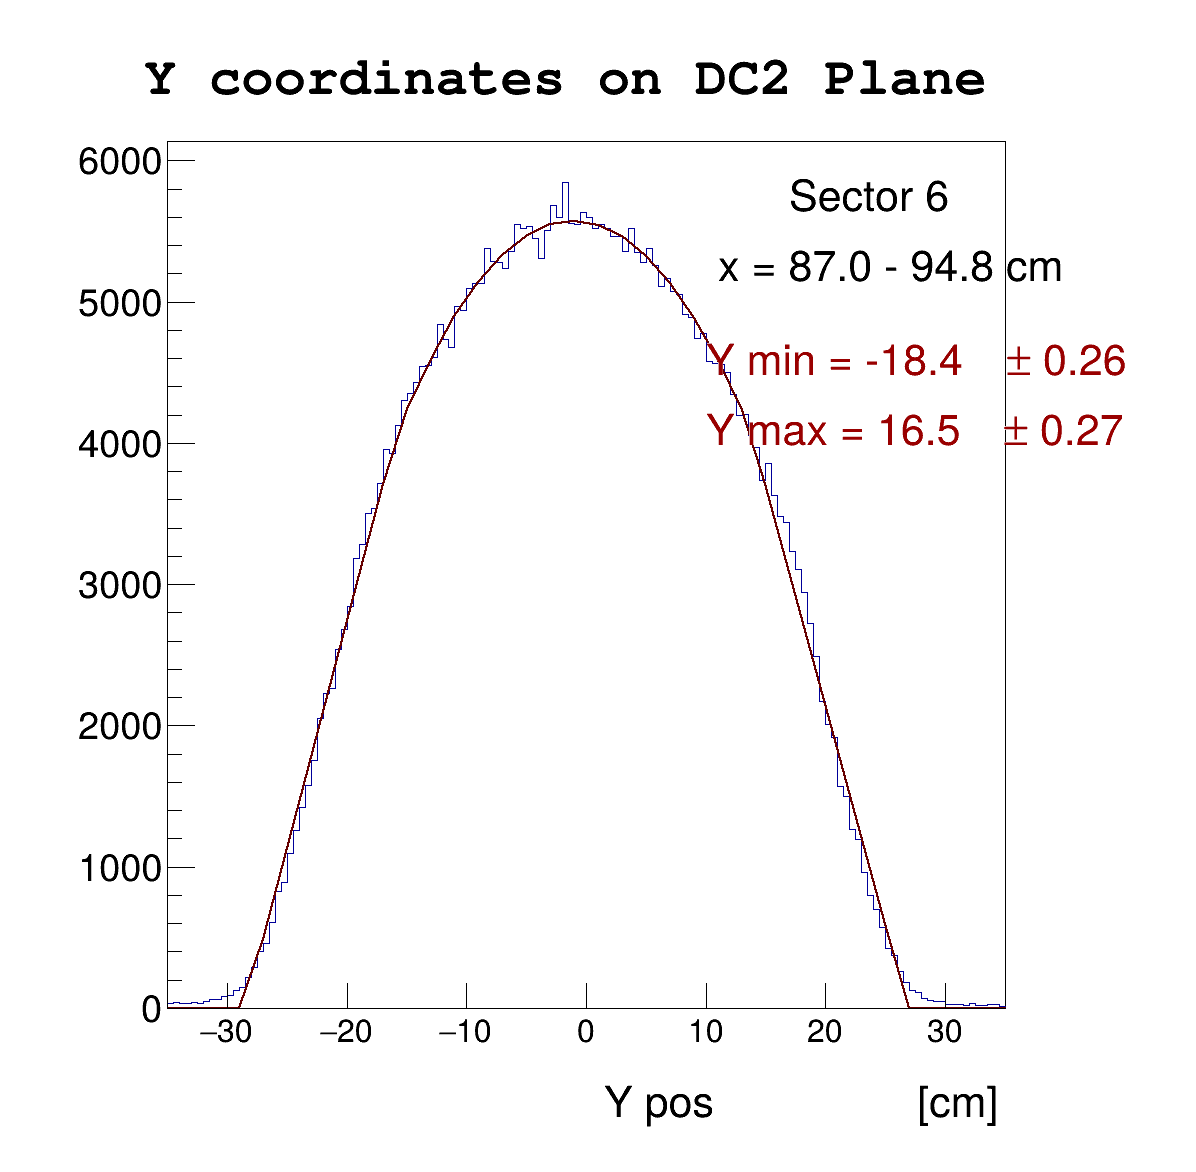 Y coordinates on DC2 Plane
6000
Sector 6
x = 87.0 - 94.8 cm
5000
Y min = -18.4 ± 0.26
Y max = 16.5 ± 0.27
4000
3000
2000
1000
0
−30 −20 −10 0 10 20 30
Y pos [cm]